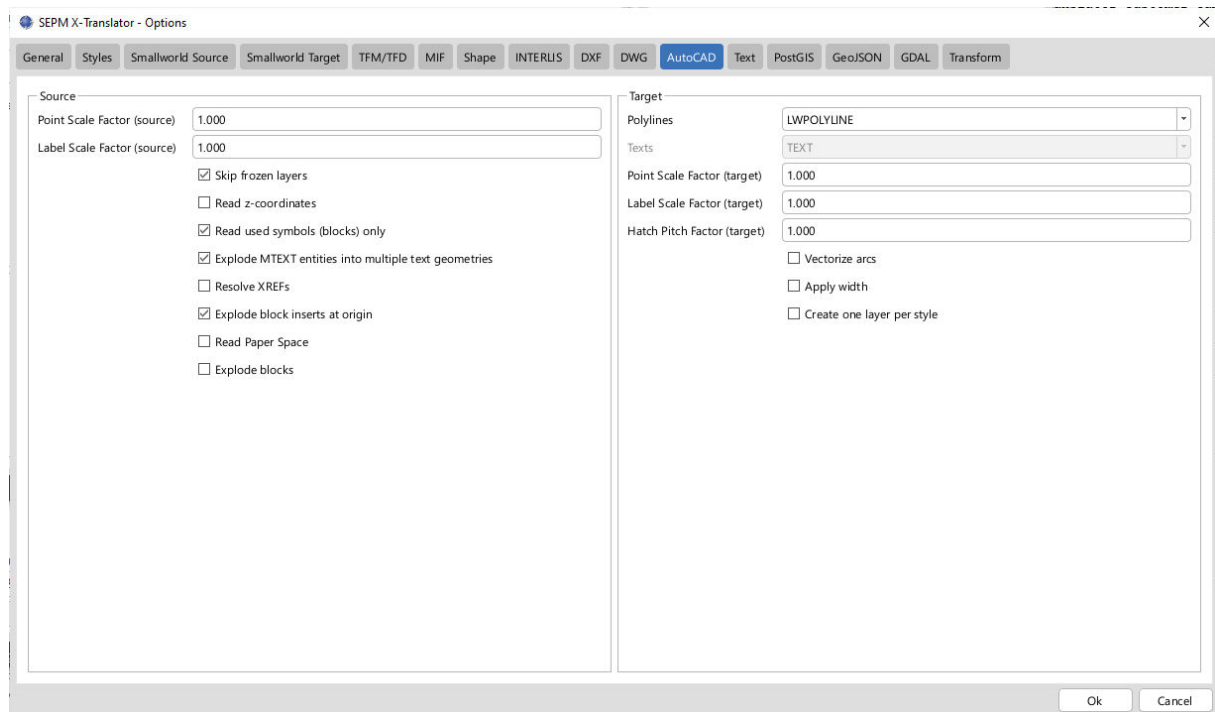 SEPM X-Translator - Options
General Styles Smallworld Source Smallworld Target TFM/TFD MIF Shape INTERLIS DXF DWG AutoCAD Text PostGIS GeoJSON GDAL Transform
Source
Point Scale Factor (source) 1.000
Label Scale Factor (source) 1.000
Skip frozen layers
Read z-coordinates
Read used symbols (blocks) only
Explode MTEXT entities into multiple text geometries
Resolve XREFs
Explode block inserts at origin
Read Paper Space
Explode blocks
Target
Polylines LWPOLYLINE
Texts TEXT
Point Scale Factor (target) 1.000
Label Scale Factor (target) 1.000
Hatch Pitch Factor (target) 1.000
Vectorize arcs
Apply width
Create one layer per style
Ok Cancel